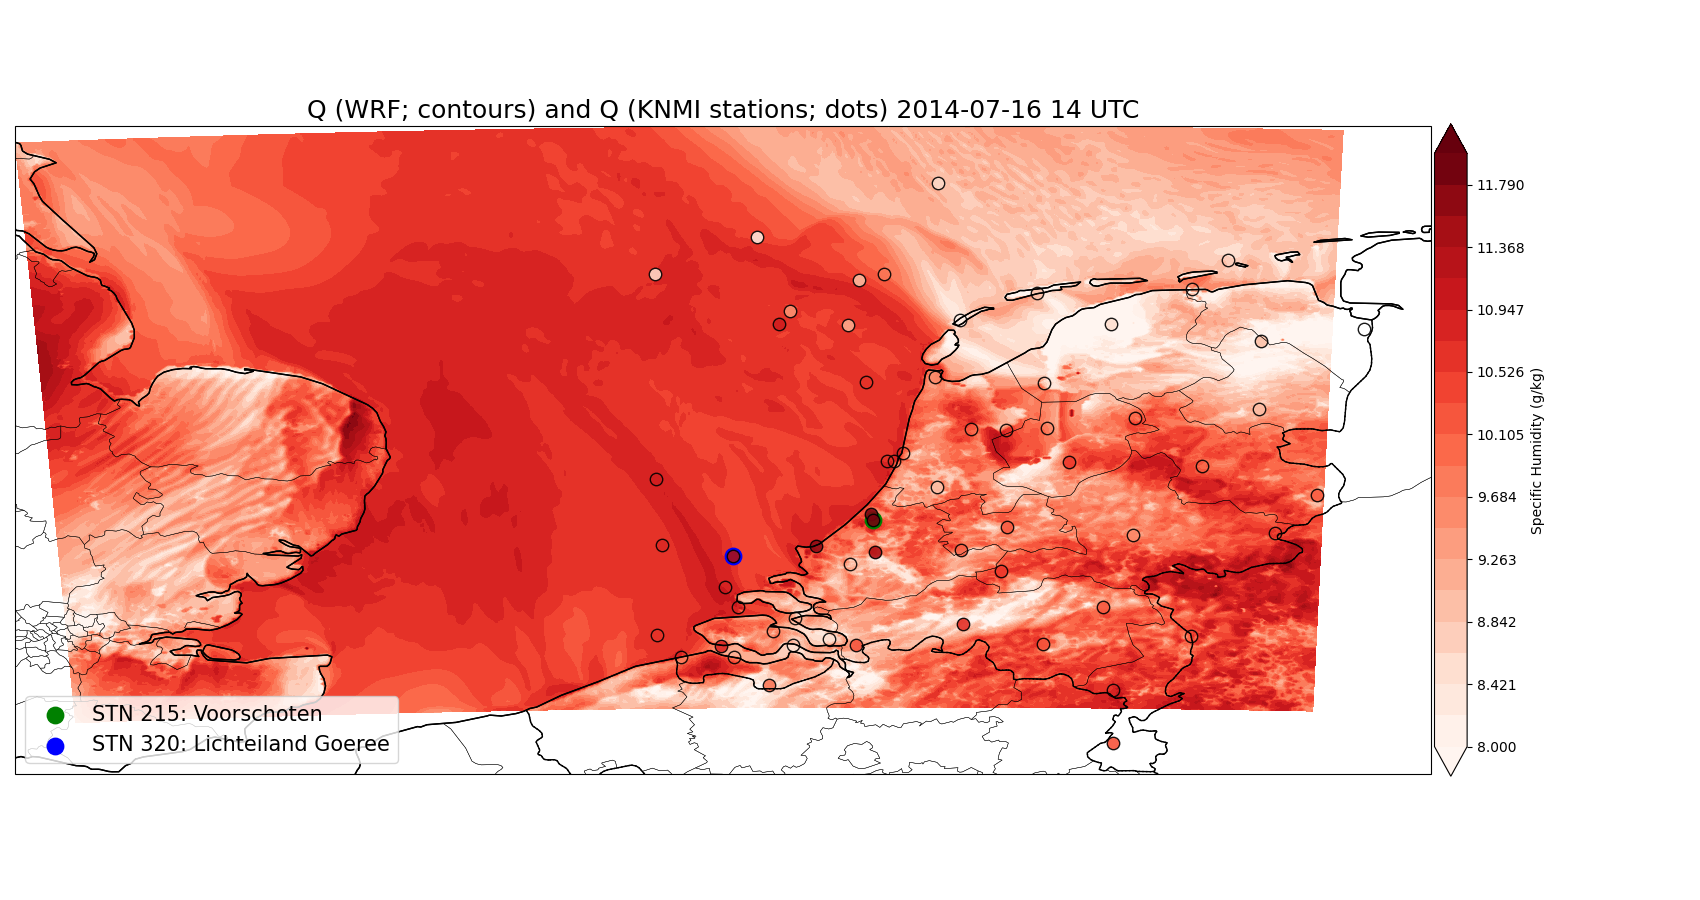 Q (WRF; contours) and Q (KNMI stations; dots) 2014-07-16 14 UTC
11.790
11.368
10.947
10.526
10.105
9.684
9.263
8.842
8.421
8.000
Specific Humidity (g/kg)
STN 215: Voorschoten
STN 320: Lichteiland Goeree